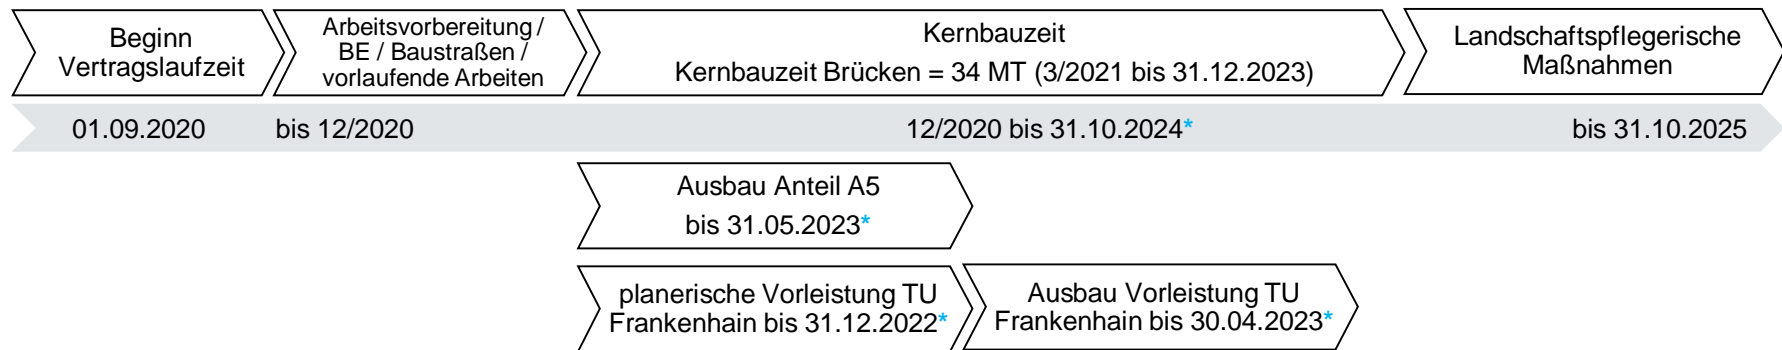 Beginn
Vertragslaufzeit
Arbeitsvorbereitung /
BE / Baustraßen /
vorlaufende Arbeiten
Kernbauzeit
Kernbauzeit Brücken = 34 MT (3/2021 bis 31.12.2023)
Landschaftspflegerische
Maßnahmen
01.09.2020
bis 12/2020
12/2020 bis 31.10.2024*
bis 31.10.2025
Ausbau Anteil A5
bis 31.05.2023*
planerische Vorleistung TU
Frankenhain bis 31.12.2022*
Ausbau Vorleistung TU
Frankenhain bis 30.04.2023*